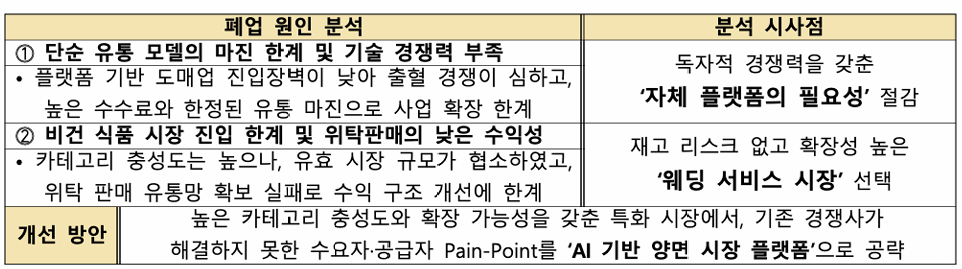 폐업 원인 분석
분석 시사점
① 단순 유통 모델의 마진 한계 및 기술 경쟁력 부족
• 플랫폼 기반 도매업 진입장벽이 낮아 출혈 경쟁이 심하고,
높은 수수료와 한정된 유통 마진으로 사업 확장 한계
독자적 경쟁력을 갖춘
‘자체 플랫폼의 필요성’ 절감
② 비건 식품 시장 진입 한계 및 위탁판매의 낮은 수익성
• 카테고리 충성도는 높으나, 유효 시장 규모가 협소하였고,
위탁 판매 유통망 확보 실패로 수익 구조 개선에 한계
재고 리스크 없고 확장성 높은
‘웨딩 서비스 시장’ 선택
개선 방안
높은 카테고리 충성도와 확장 가능성을 갖춘 특화 시장에서, 기존 경쟁사가
해결하지 못한 수요자·공급자 Pain-Point를 ‘AI 기반 양면 시장 플랫폼’으로 공략